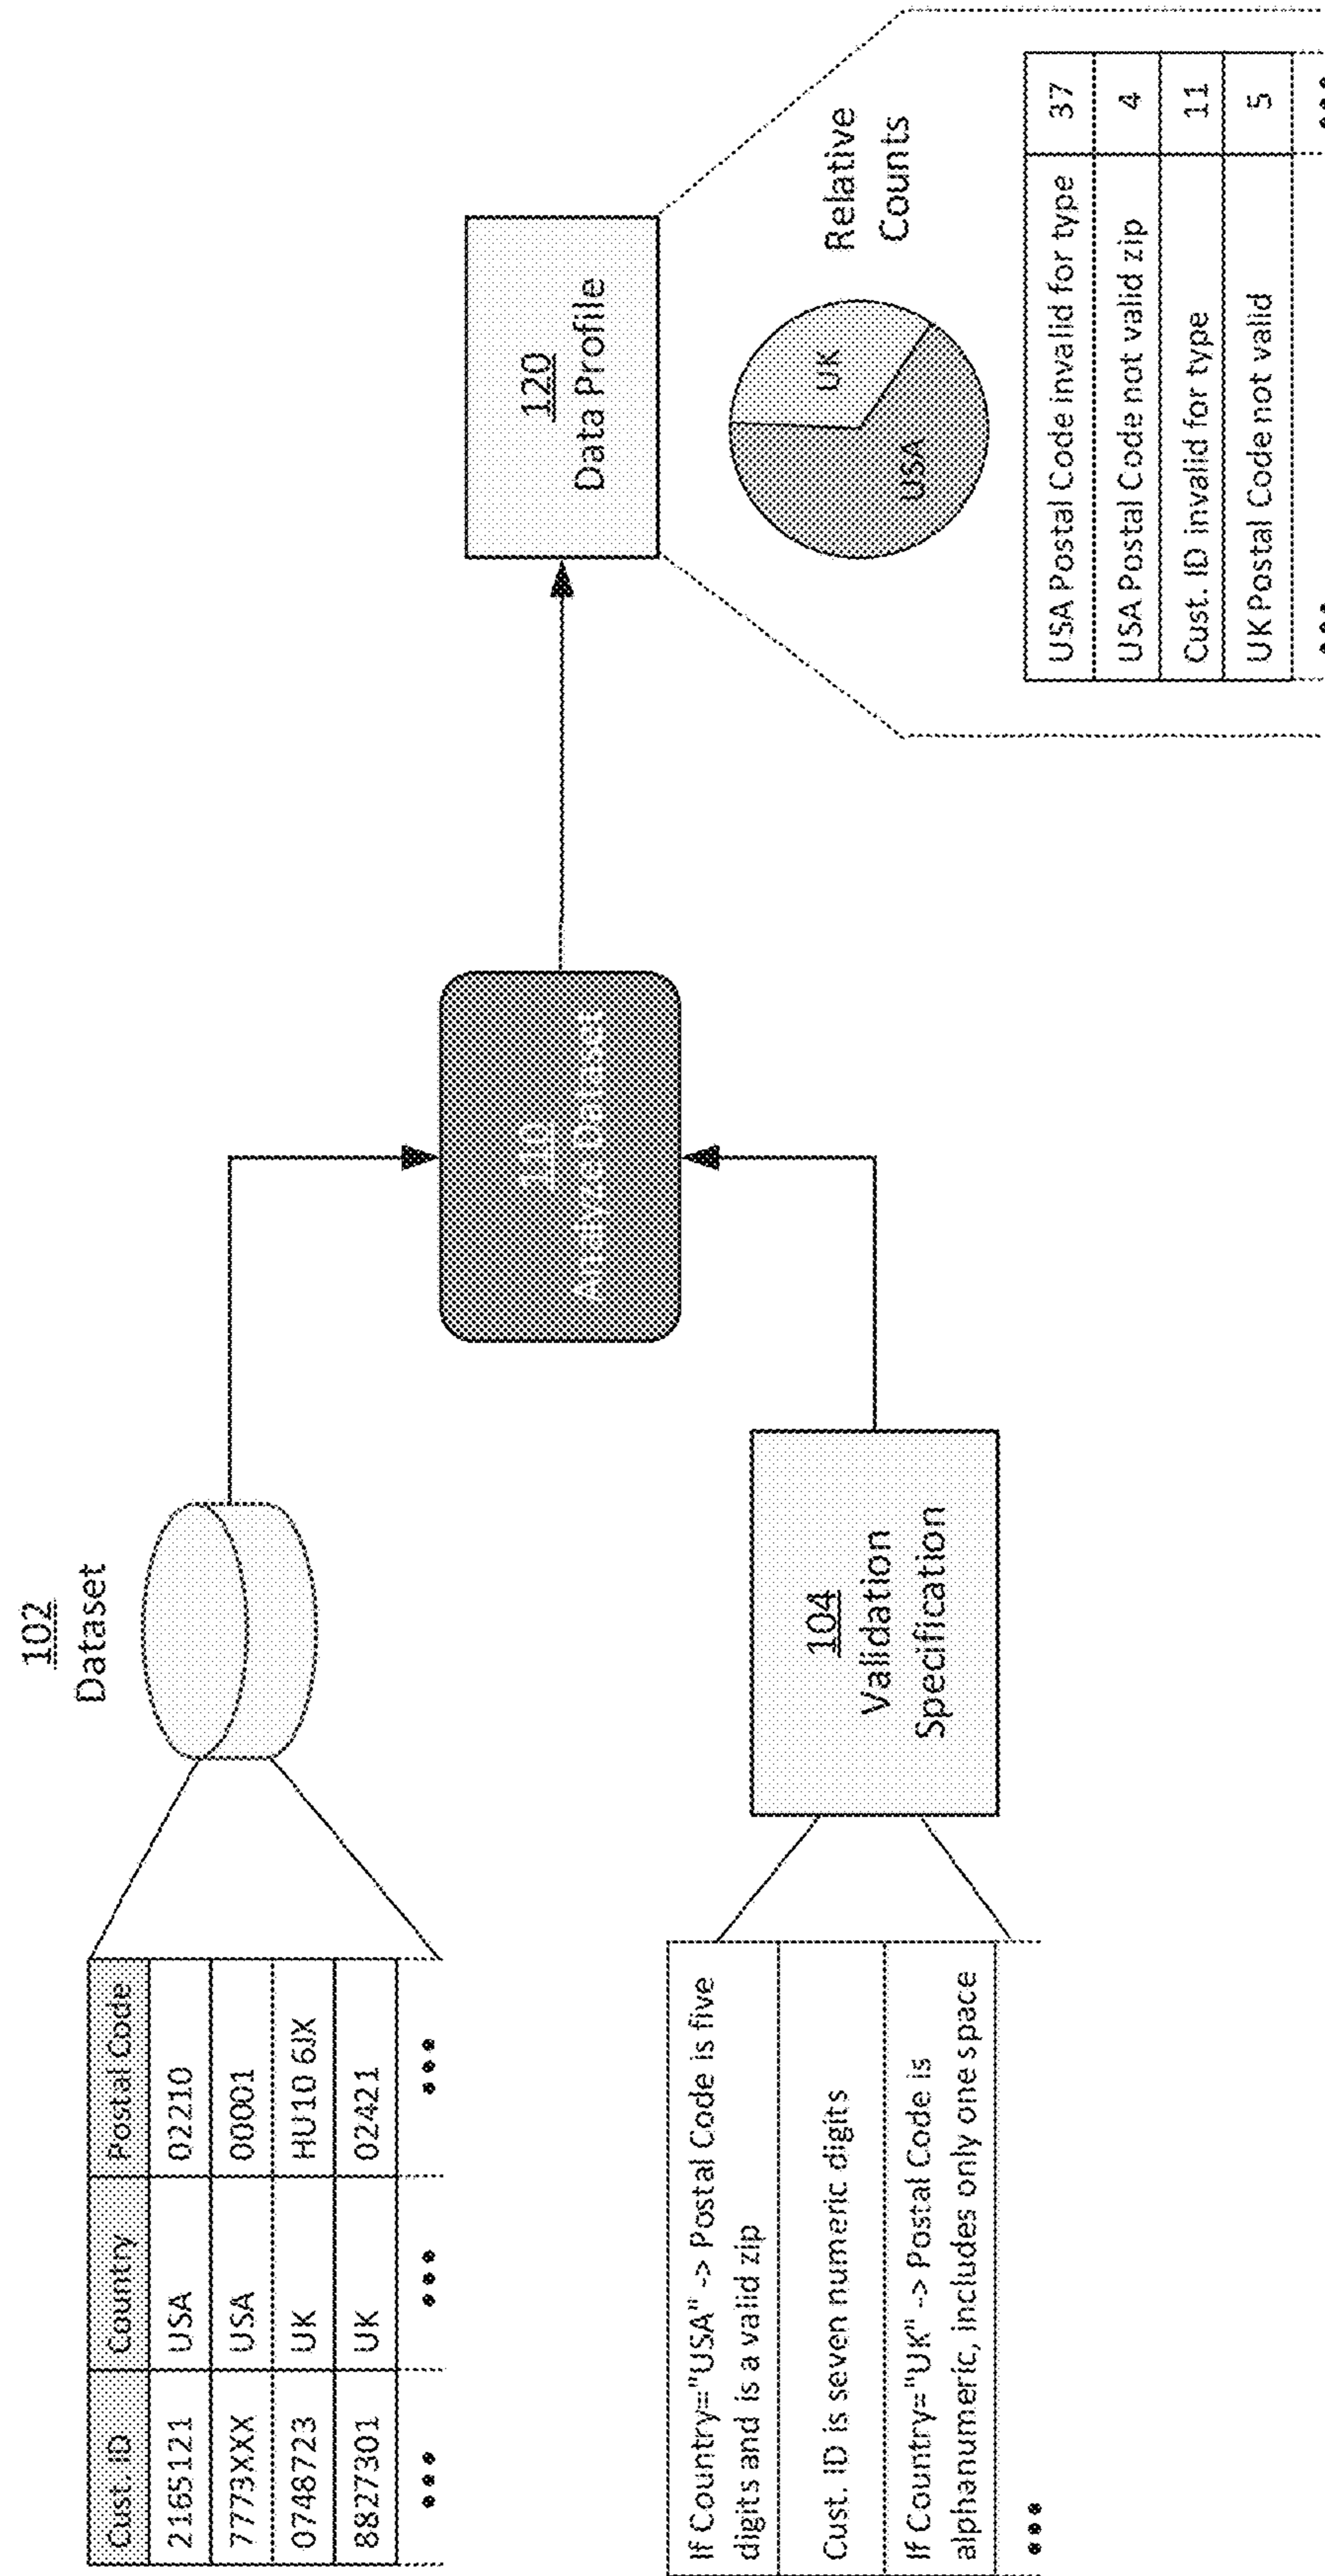 102
Dataset
Cust. ID Country Postal Code
2165121 USA 02210
7773XXX USA 00001
0748723 UK HU10 6JX
8827301 UK 02421
••• ••• •••
If Country="USA" -> Postal Code is five
digits and is a valid zip
Cust. ID is seven numeric digits
If Country="UK" -> Postal Code is
alphanumeric, includes only one space
•••
104
Validation
Specification
110
Analyze Dataset
120
Data Profile
USA
UK
Relative
Counts
USA Postal Code invalid for type 37
USA Postal Code not valid zip 4
Cust. ID invalid for type 11
UK Postal Code not valid 5
••• •••